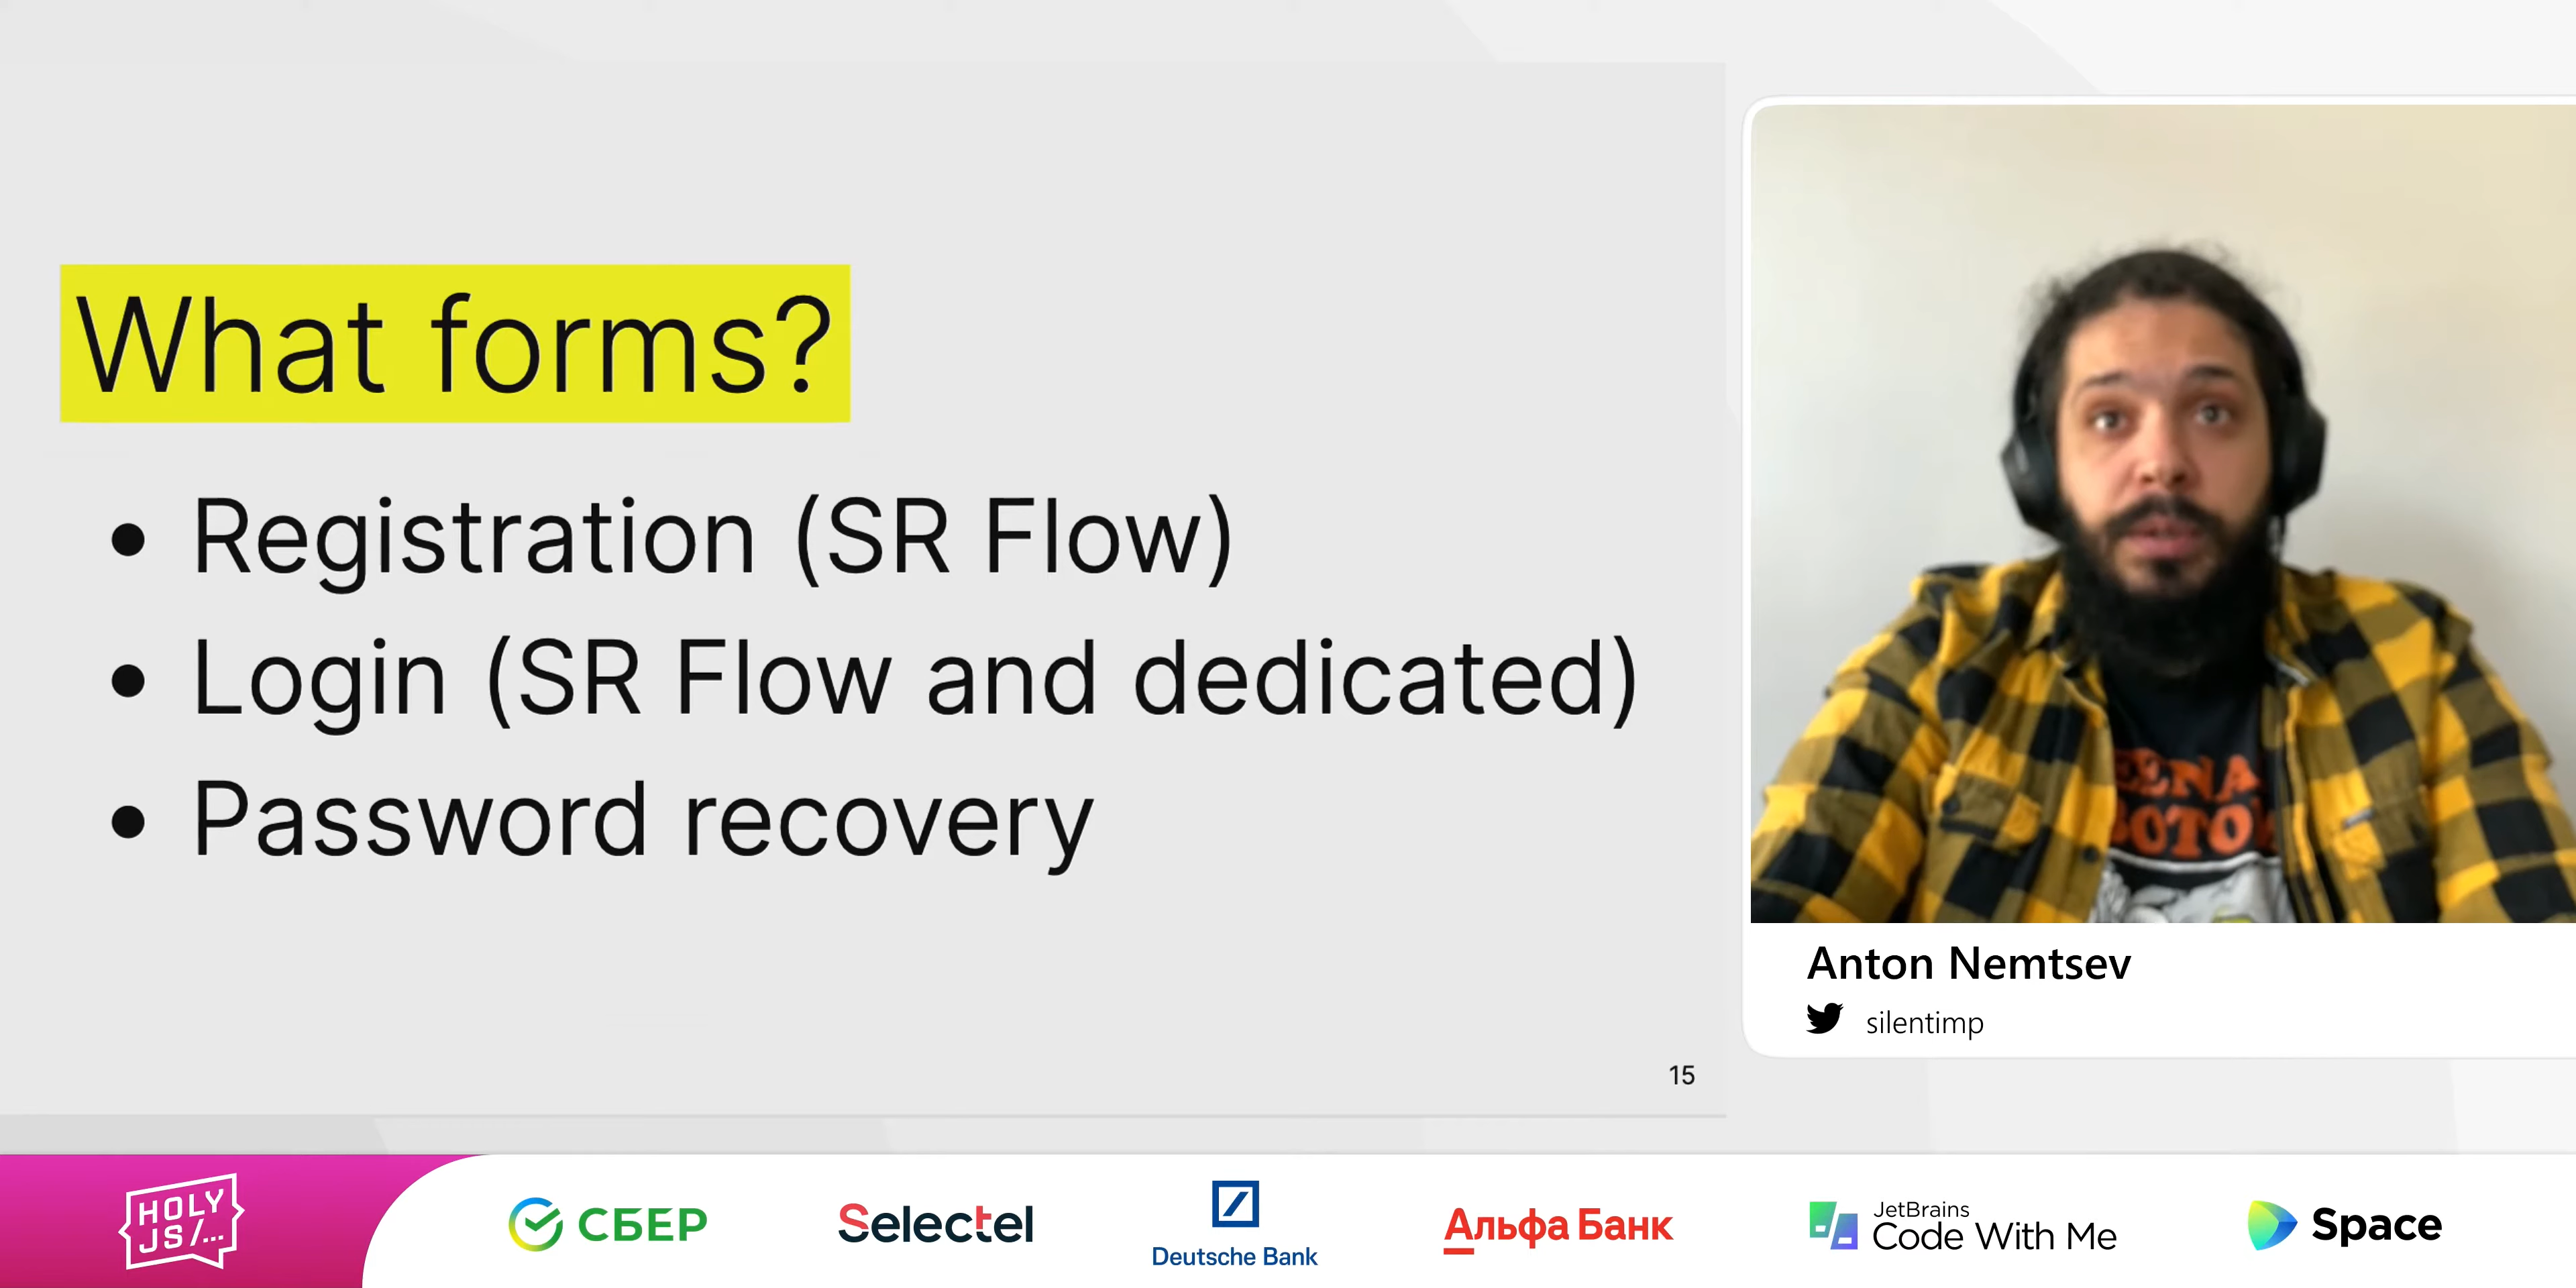 What forms?
• Registration (SR Flow)
• Login (SR Flow and dedicated)
• Password recovery
15
Anton Nemtsev
silentimp
HOLY
JS/...
СБЕР
Selectel
Deutsche Bank
Альфа Банк
JetBrains
Code With Me
Space